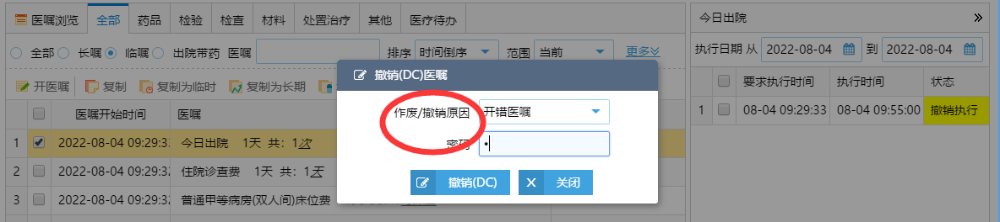 医嘱浏览 全部 药品 检验 检查 材料 处置治疗 其他 医疗待办
全部 长嘱 临嘱 出院带药 医嘱 排序 时间倒序 范围 当前 更多
开医嘱 复制 复制为临时 复制为长期
医嘱开始时间 医嘱
1 2022-08-04 09:29:33 今日出院 1天 共：1次
2 2022-08-04 09:29:32 住院诊查费 1天 共：1次
3 2022-08-04 09:29:32 普通甲等病房(双人间)床位费
撤销(DC)医嘱
作废/撤销原因 开错医嘱
密码
撤销(DC) X 关闭
今日出院 »
执行日期 从 2022-08-04 到 2022-08-04
要求执行时间 执行时间 状态
1 08-04 09:29:33 08-04 09:55:00 撤销执行